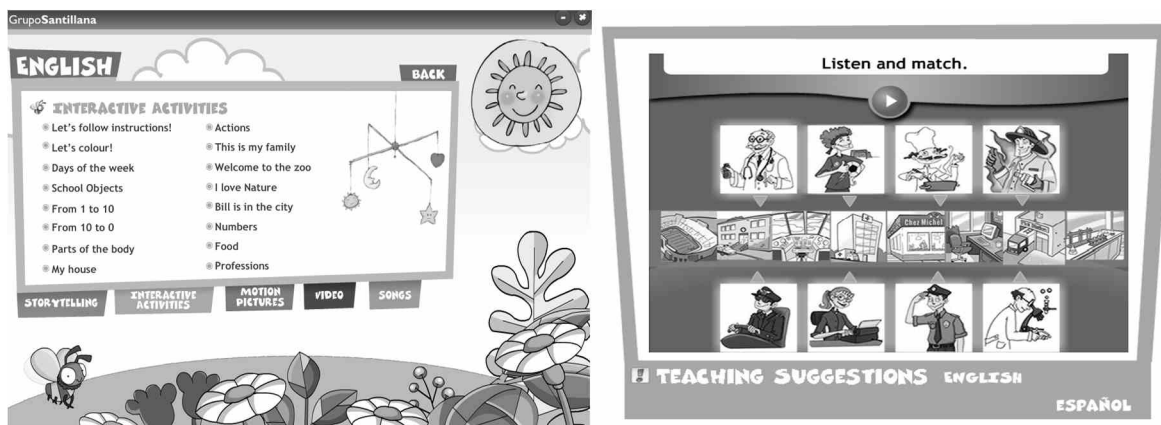 GrupoSantillana
ENGLISH
BACK
INTERACTIVE ACTIVITIES
Let's follow instructions!
Let's colour!
Days of the week
School Objects
From 1 to 10
From 10 to 0
Parts of the body
My house
Actions
This is my family
Welcome to the zoo
I love Nature
Bill is in the city
Numbers
Food
Professions
STORYTELLING
INTERACTIVE
ACTIVITIES
MOTION
PICTURES
VIDEO
SONGS
Listen and match.
Chez Michel
TEACHING SUGGESTIONS ENGLISH
ESPAÑOL